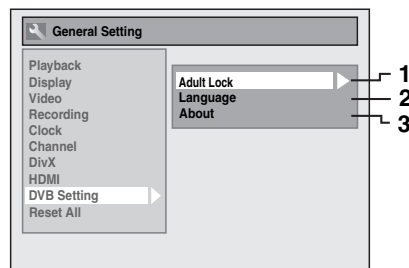 General Setting
Playback
Display
Video
Recording
Clock
Channel
DivX
HDMI
DVB Setting
Reset All
Adult Lock
Language
About
1
2
3